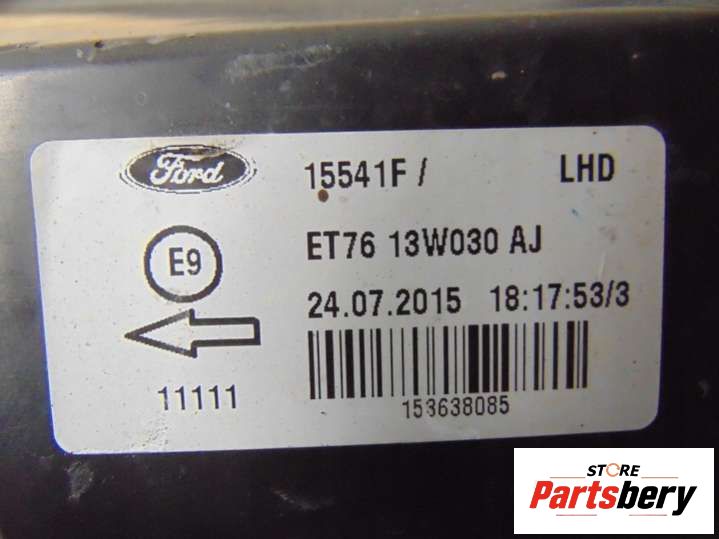 Ford 15541F / LHD
E9 ET76 13W030 AJ
24.07.2015 18:17:53/3
11111 153638085
STORE
Partsbery